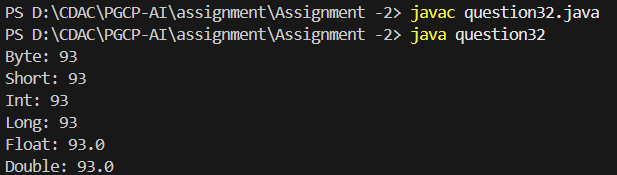 PS D:\CDAC\PGCP-AI\assignment\Assignment -2> javac question32.java
PS D:\CDAC\PGCP-AI\assignment\Assignment -2> java question32
Byte: 93
Short: 93
Int: 93
Long: 93
Float: 93.0
Double: 93.0